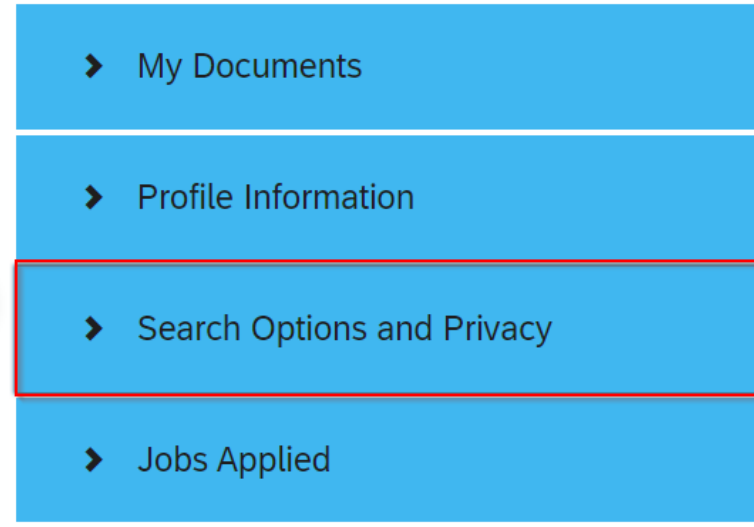 My Documents
Profile Information
Search Options and Privacy
Jobs Applied